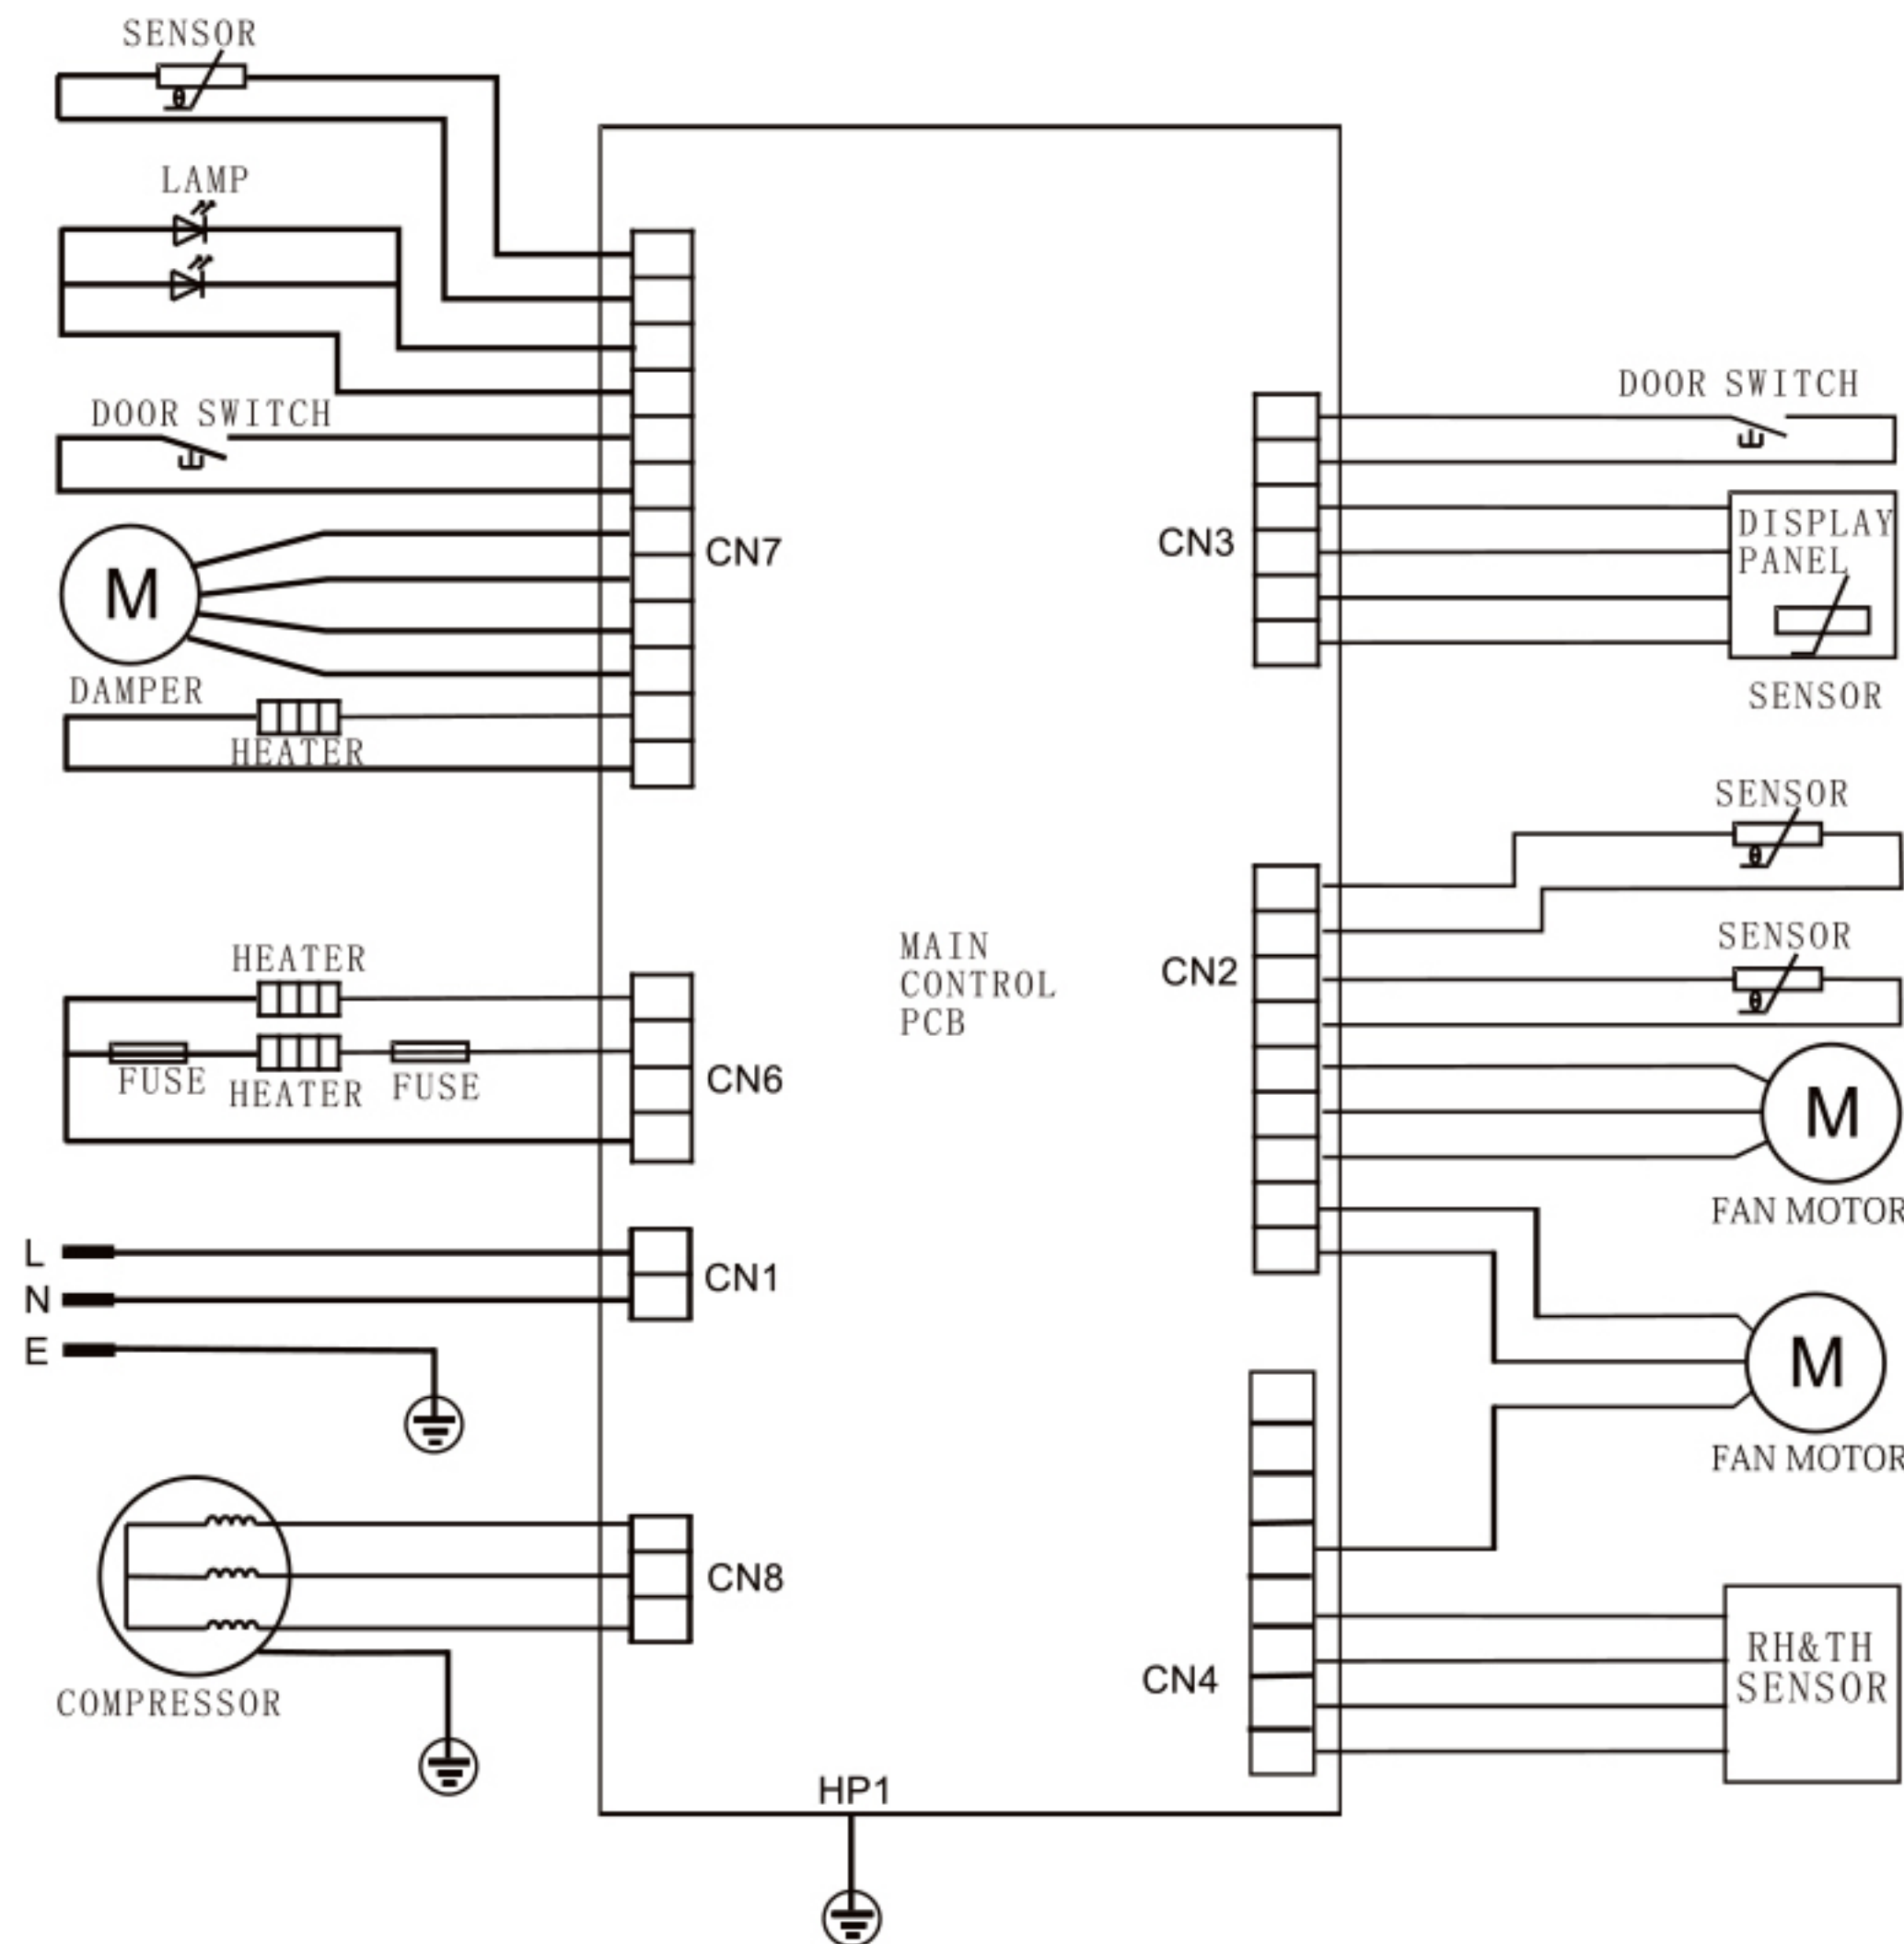 SENSOR
LAMP
DOOR SWITCH
M
DAMPER
HEATER
CN7
HEATER
FUSE
HEATER
FUSE
CN6
L
N
E
CN1
COMPRESSOR
CN8
MAIN
CONTROL
PCB
HP1
DOOR SWITCH
CN3
DISPLAY
PANEL
SENSOR
SENSOR
θ
CN2
SENSOR
θ
M
FAN MOTOR
M
FAN MOTOR
CN4
RH&TH
SENSOR
θ